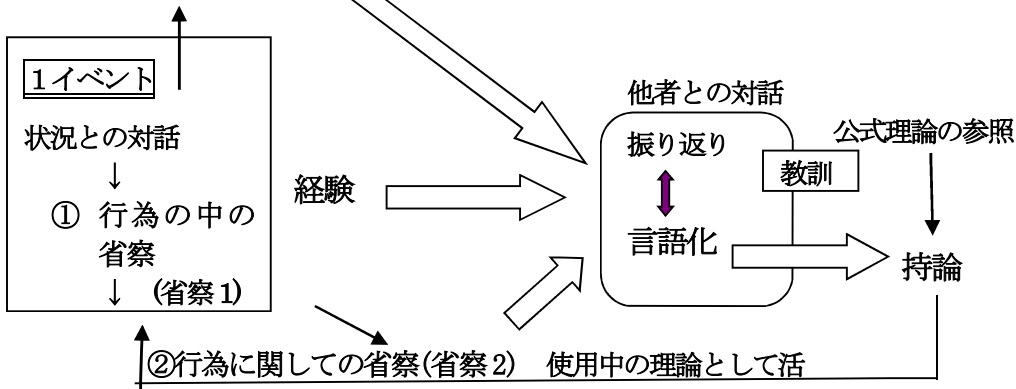 1イベント
状況との対話
↓
① 行為の中の
省察
↓ (省察1)
経験
他者との対話
振り返り
言語化
教訓
公式理論の参照
持論
②行為に関しての省察(省察2) 使用中の理論として活